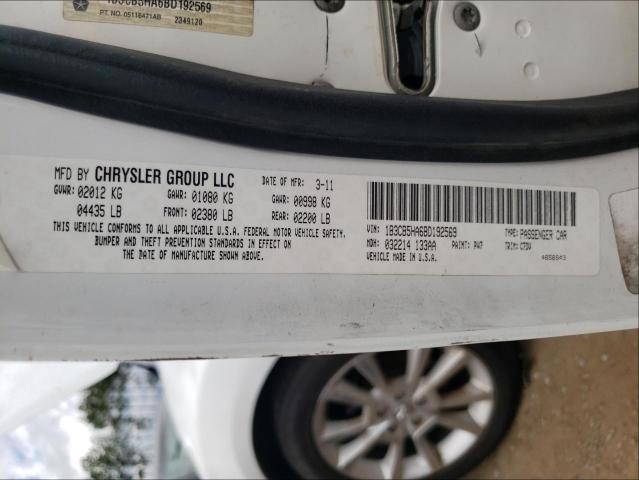 1B3CB5HA6BD192569
PT. NO. 05118471AB 2349120
MFD BY CHRYSLER GROUP LLC DATE OF MFR: 3-11
GVWR: 02012 KG GAWR: 01080 KG GAWR: 00998 KG
04435 LB FRONT: 02380 LB REAR: 02200 LB
THIS VEHICLE CONFORMS TO ALL APPLICABLE U.S.A. FEDERAL MOTOR VEHICLE SAFETY,
BUMPER AND THEFT PREVENTION STANDARDS IN EFFECT ON
THE DATE OF MANUFACTURE SHOWN ABOVE.
VIN: 1B3CB5HA6BD192569 TYPE: PASSENGER CAR
MDH: 032214 133AA PAINT: PW7 TRIM: C7DV
VEHICLE MADE IN U.S.A. 4658643